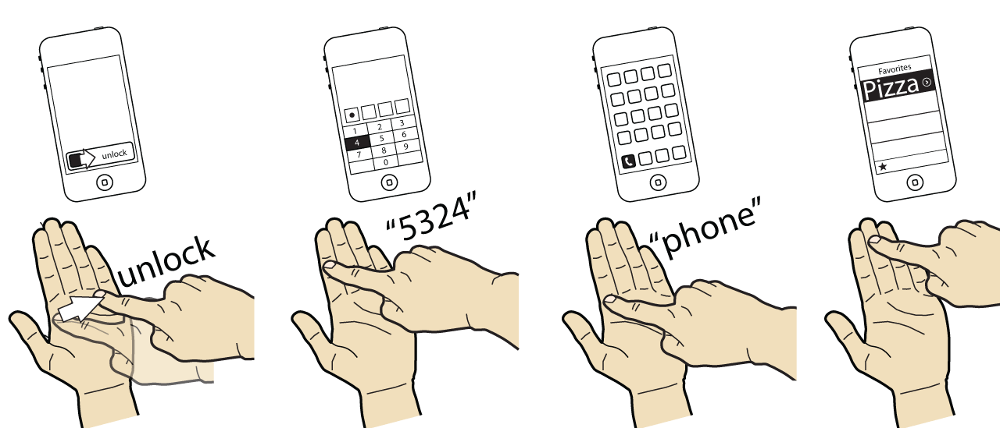 unlock
1 2 3
4 5 6
7 8 9
0
Favorites
Pizza
unlock
“5324”
“phone”